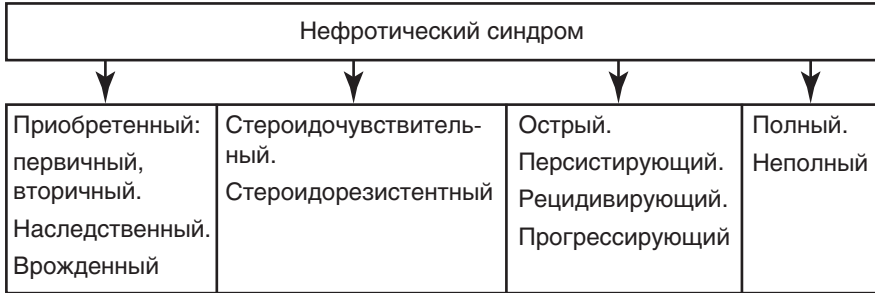 Нефротический синдром
Приобретенный:
первичный,
вторичный.
Наследственный.
Врожденный
Стероидочувствитель-
ный.
Стероидорезистентный
Острый.
Персистирующий.
Рецидивирующий.
Прогрессирующий
Полный.
Неполный